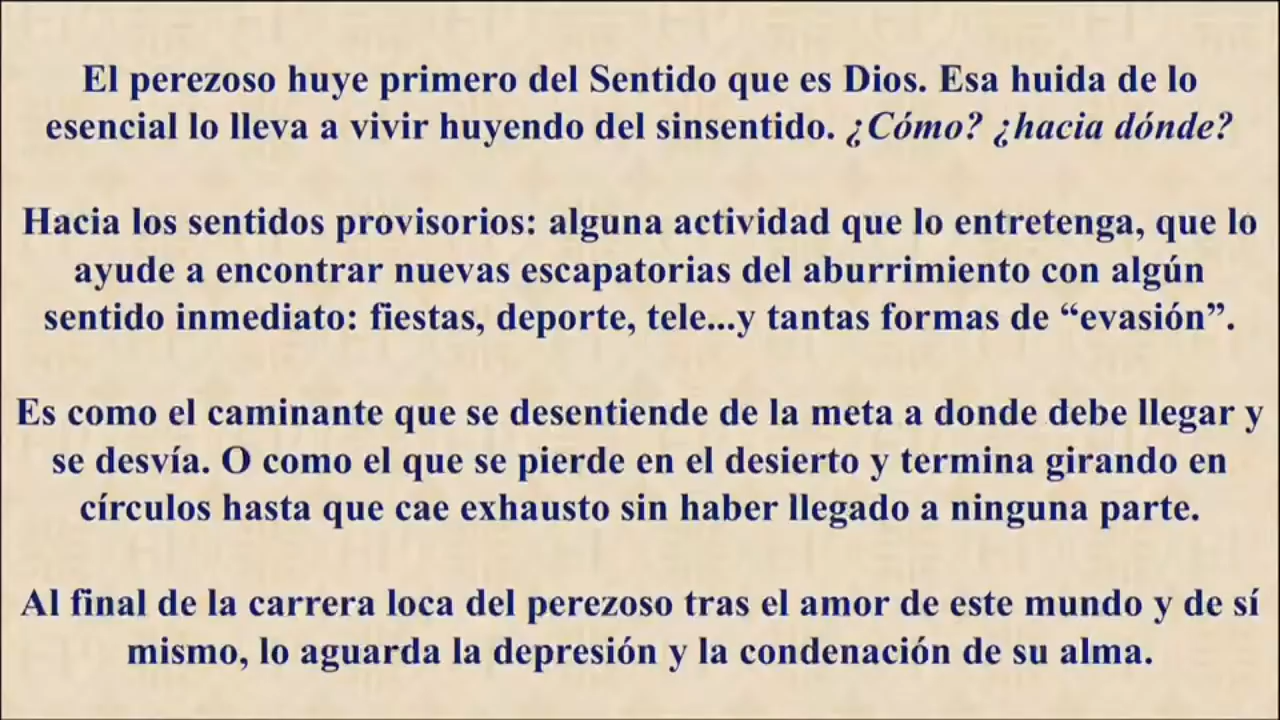 El perezoso huye primero del Sentido que es Dios. Esa huida de lo
esencial lo lleva a vivir huyendo del sinsentido. ¿Cómo? ¿hacia dónde?
Hacia los sentidos provisorios: alguna actividad que lo entretenga, que lo
ayude a encontrar nuevas escapatorias del aburrimiento con algún
sentido inmediato: fiestas, deporte, tele...y tantas formas de “evasión”.
Es como el caminante que se desentiende de la meta a donde debe llegar y
se desvía. O como el que se pierde en el desierto y termina girando en
círculos hasta que cae exhausto sin haber llegado a ninguna parte.
Al final de la carrera loca del perezoso tras el amor de este mundo y de sí
mismo, lo aguarda la depresión y la condenación de su alma.